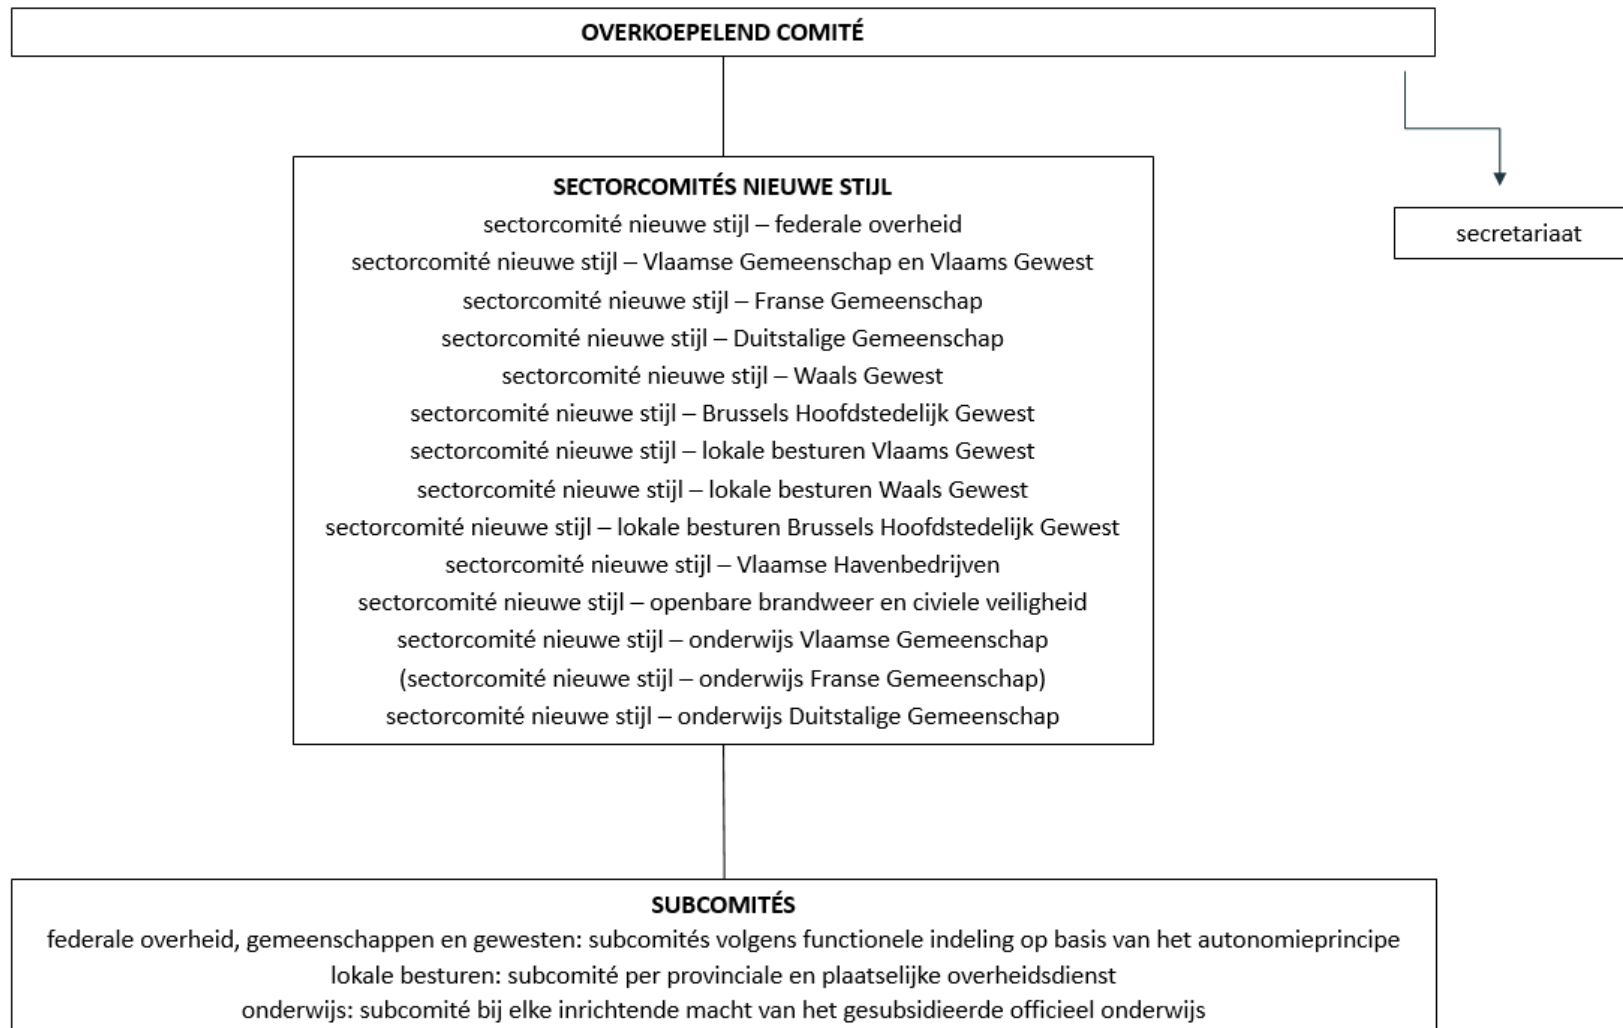 OVERKOEPELEND COMITÉ
SECTORCOMITÉS NIEUWE STIJL
sectorcomité nieuwe stijl – federale overheid
sectorcomité nieuwe stijl – Vlaamse Gemeenschap en Vlaams Gewest
sectorcomité nieuwe stijl – Franse Gemeenschap
sectorcomité nieuwe stijl – Duitstalige Gemeenschap
sectorcomité nieuwe stijl – Waals Gewest
sectorcomité nieuwe stijl – Brussels Hoofdstedelijk Gewest
sectorcomité nieuwe stijl – lokale besturen Vlaams Gewest
sectorcomité nieuwe stijl – lokale besturen Waals Gewest
sectorcomité nieuwe stijl – lokale besturen Brussels Hoofdstedelijk Gewest
sectorcomité nieuwe stijl – Vlaamse Havenbedrijven
sectorcomité nieuwe stijl – openbare brandweer en civiele veiligheid
sectorcomité nieuwe stijl – onderwijs Vlaamse Gemeenschap
(sectorcomité nieuwe stijl – onderwijs Franse Gemeenschap)
sectorcomité nieuwe stijl – onderwijs Duitstalige Gemeenschap
secretariaat
SUBCOMITÉS
federale overheid, gemeenschappen en gewesten: subcomités volgens functionele indeling op basis van het autonomieprincipe
lokale besturen: subcomité per provinciale en plaatselijke overheidsdienst
onderwijs: subcomité bij elke inrichtende macht van het gesubsidieerde officieel onderwijs